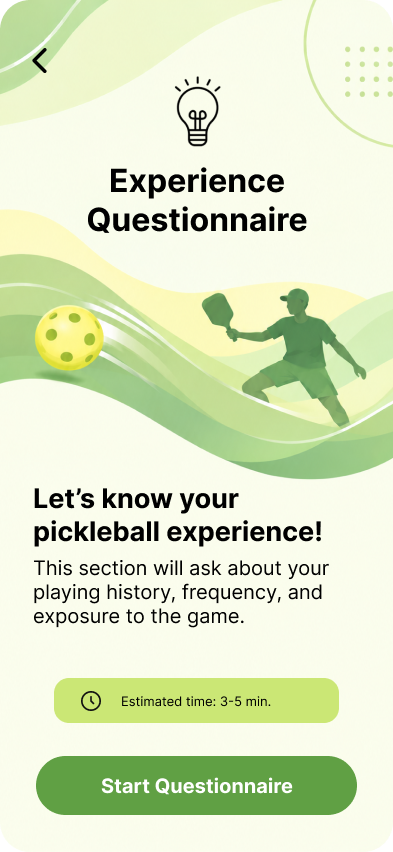 Experience
Questionnaire
Let’s know your
pickleball experience!
This section will ask about your
playing history, frequency, and
exposure to the game.
Estimated time: 3-5 min.
Start Questionnaire